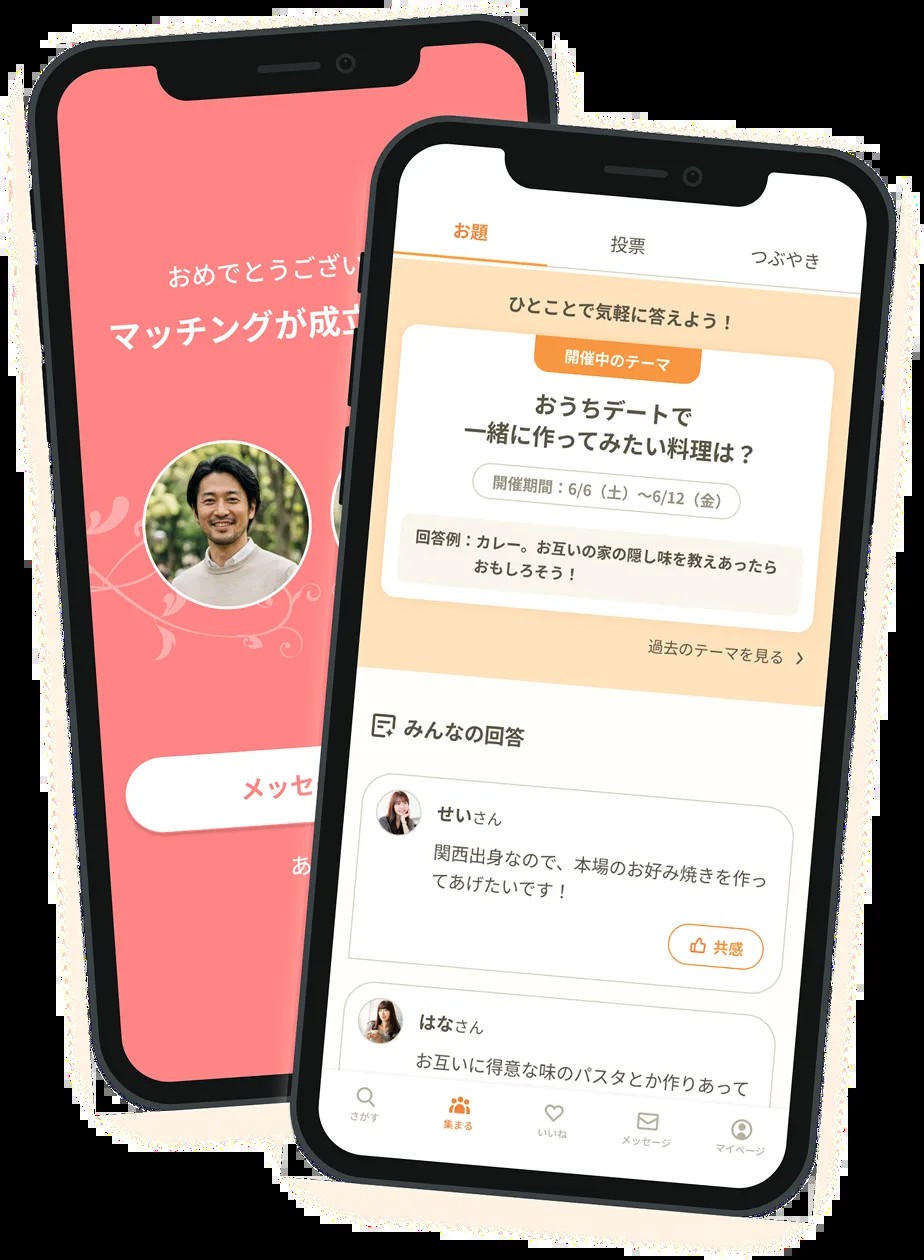 おめでとうござい
マッチングが成立
メッセ
あ
お題
投票
つぶやき
ひとことで気軽に答えよう！
開催中のテーマ
おうちデートで
一緒に作ってみたい料理は？
開催期間：6/6（土）〜6/12（金）
回答例：カレー。お互いの家の隠し味を教えあったら
おもしろそう！
過去のテーマを見る
みんなの回答
せいさん
関西出身なので、本場のお好み焼きを作っ
てあげたいです！
共感
はなさん
お互いに得意な味のパスタとか作りあって
さがす
集まる
いいね
メッセージ
マイページ